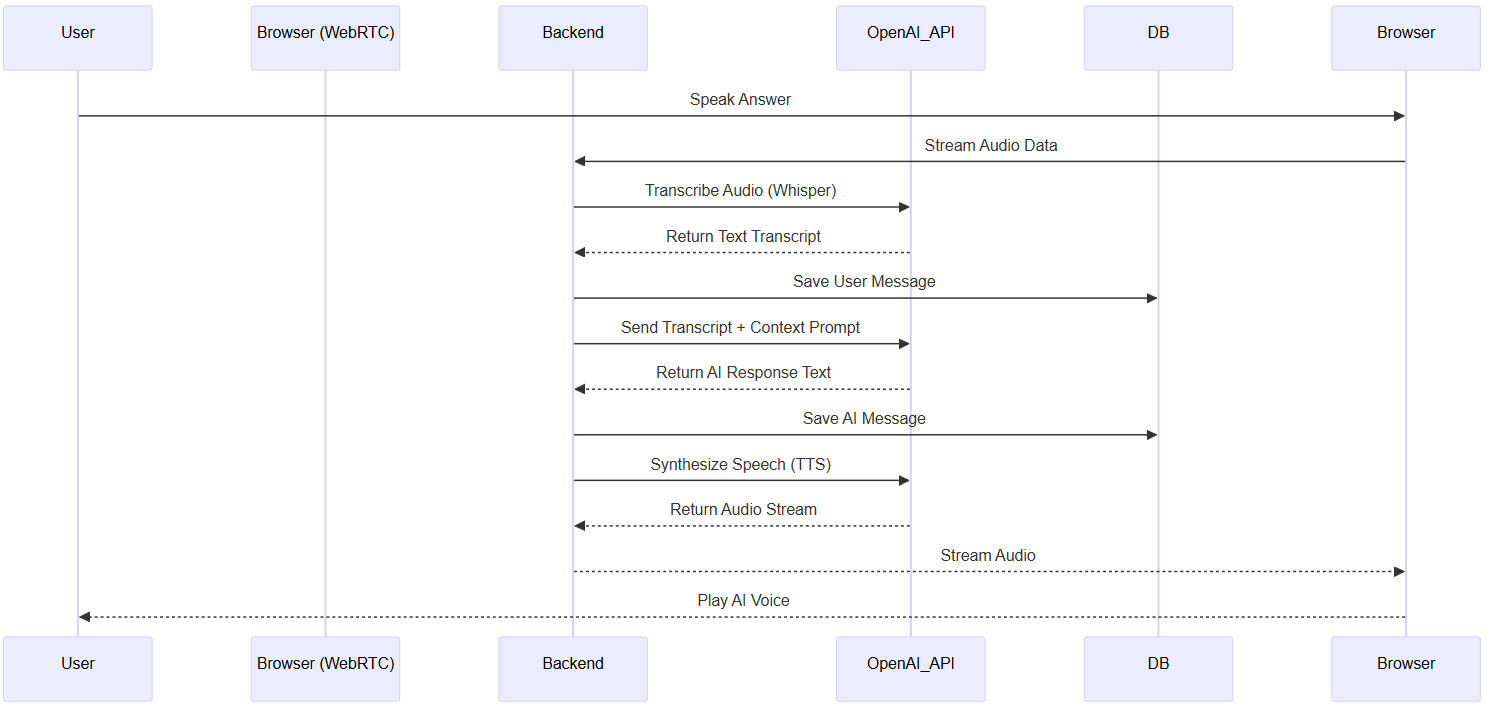 User
Browser (WebRTC)
Backend
OpenAI_API
DB
Browser
Speak Answer
Stream Audio Data
Transcribe Audio (Whisper)
Return Text Transcript
Save User Message
Send Transcript + Context Prompt
Return AI Response Text
Save AI Message
Synthesize Speech (TTS)
Return Audio Stream
Stream Audio
Play AI Voice
User
Browser (WebRTC)
Backend
OpenAI_API
DB
Browser